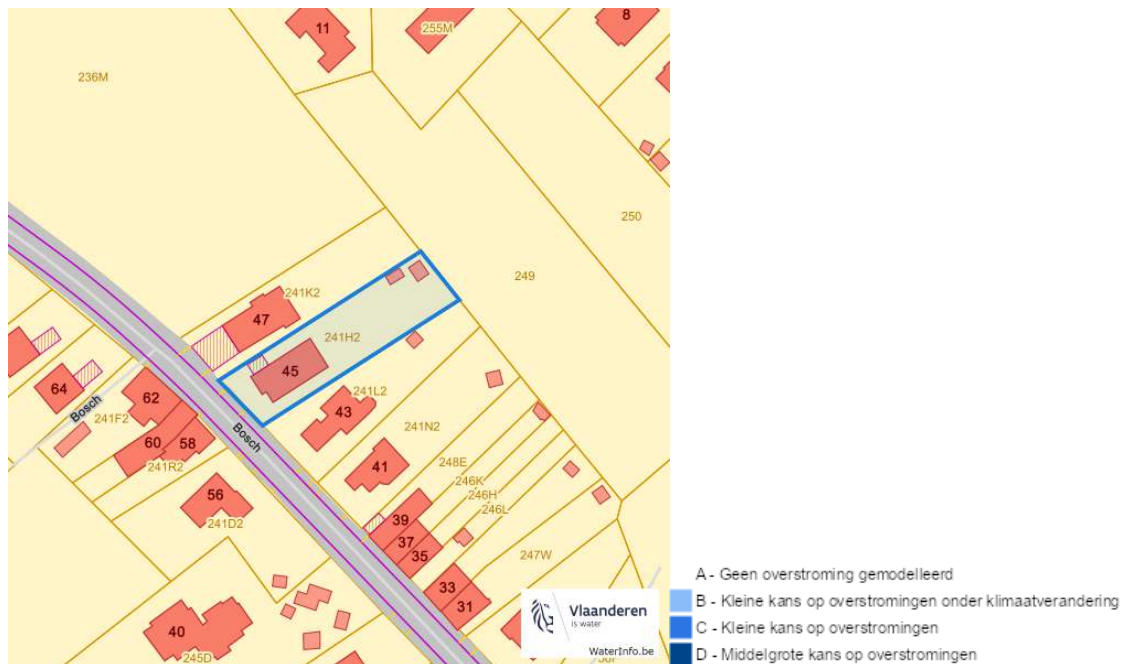 11
255M
8
236M
250
249
241K2
47
241H2
45
64
Bosch
62
241F2
241L2
43
Bosch
60
58
241N2
241R2
41
248E
246K
246H
246L
56
241D2
39
37
35
247W
33
31
40
245D
Vlaanderen
is water
WaterInfo.be
A - Geen overstroming gemodelleerd
B - Kleine kans op overstromingen onder klimaatverandering
C - Kleine kans op overstromingen
D - Middelgrote kans op overstromingen